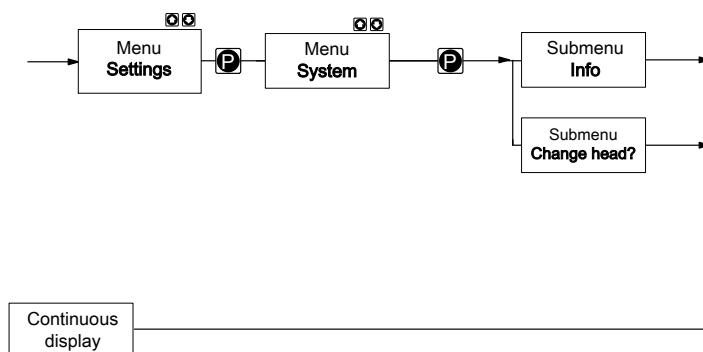 Menu
Settings
P
Menu
System
P
Submenu
Info
Submenu
Change head?
Continuous
display